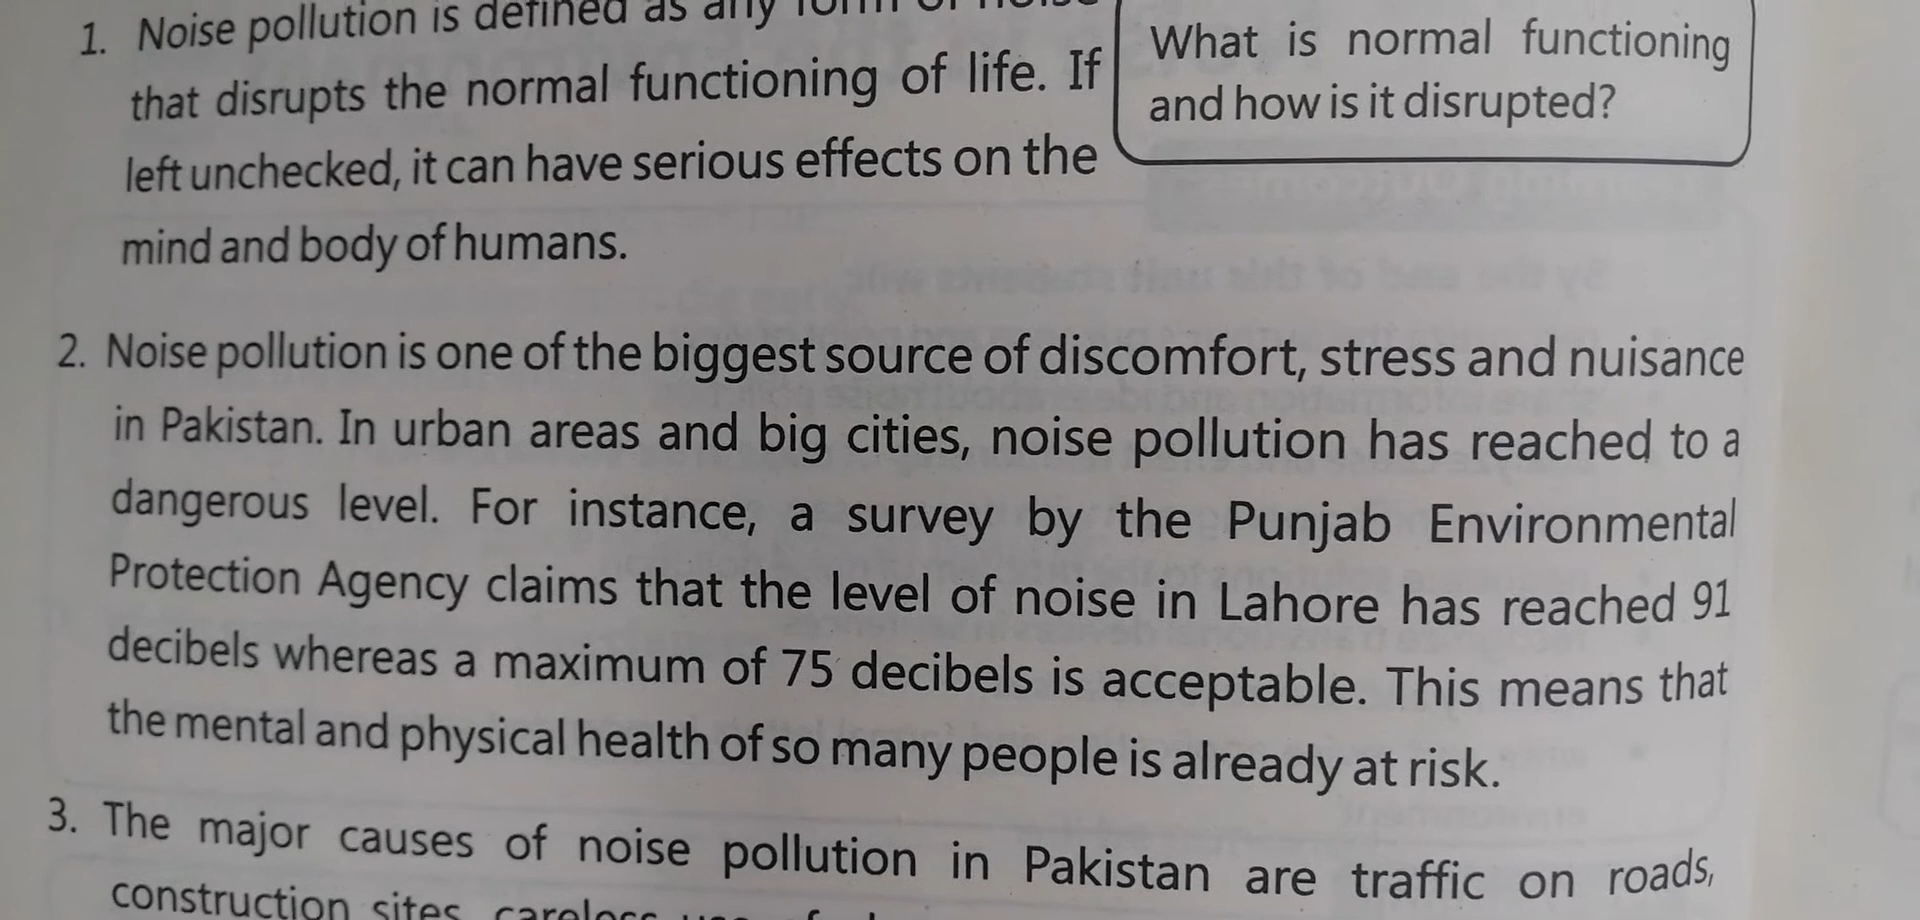 1. Noise pollution is defined as any form of noise
that disrupts the normal functioning of life. If
left unchecked, it can have serious effects on the
mind and body of humans.
What is normal functioning
and how is it disrupted?
2. Noise pollution is one of the biggest source of discomfort, stress and nuisance
in Pakistan. In urban areas and big cities, noise pollution has reached to a
dangerous level. For instance, a survey by the Punjab Environmental
Protection Agency claims that the level of noise in Lahore has reached 91
decibels whereas a maximum of 75 decibels is acceptable. This means that
the mental and physical health of so many people is already at risk.
3. The major causes of noise pollution in Pakistan are traffic on roads,
construction sites, careless use of